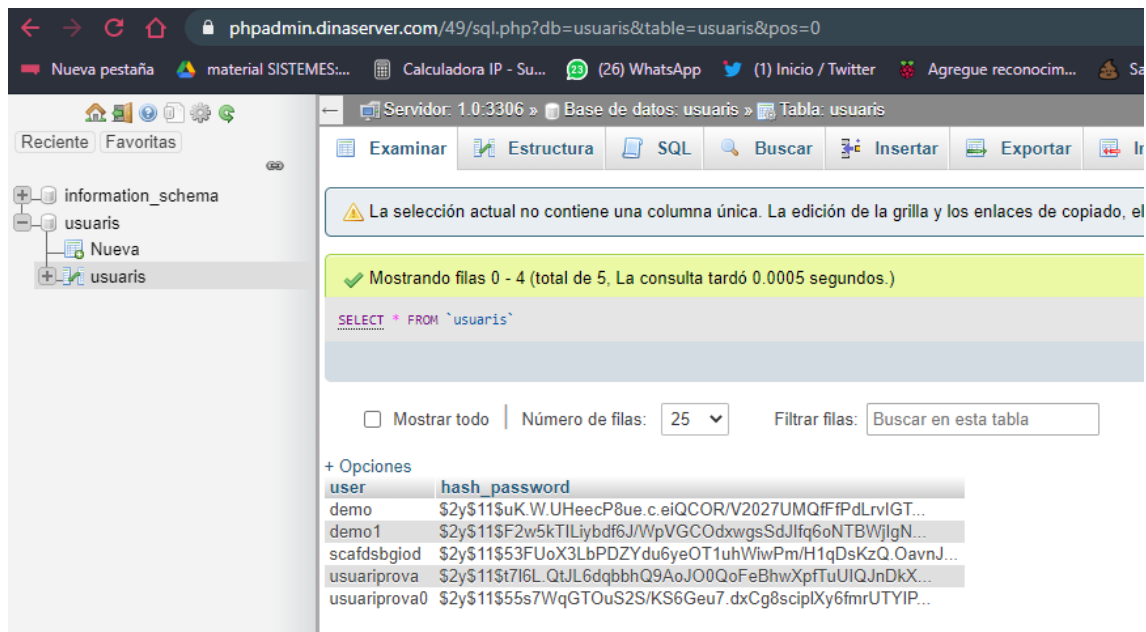 phpadmin.dinaserver.com/49/sql.php?db=usuaris&table=usuaris&pos=0
Nueva pestaña material SISTEMES:... Calculadora IP - Su... 23 (26) WhatsApp (1) Inicio / Twitter Agregue reconocim... Sa
← Servidor: 1.0:3306 » Base de datos: usuaris » Tabla: usuaris
Reciente Favoritas
Examinar Estructura SQL Buscar Insertar Exportar
information_schema
usuaris
Nueva
usuaris
La selección actual no contiene una columna única. La edición de la grilla y los enlaces de copiado, el
Mostrando filas 0 - 4 (total de 5, La consulta tardó 0.0005 segundos.)
SELECT * FROM `usuaris`
Mostrar todo | Número de filas: 25 Filtrar filas: Buscar en esta tabla
+ Opciones
user hash_password
demo $2y$11$uK.W.UHeecP8ue.c.eiQCOR/V2027UMQfFfPdLrvIGT...
demo1 $2y$11$F2w5kTILiybdf6J/WpVGCOdxwgsSdJIfq6oNTBWjIgN...
scafdsbgiod $2y$11$53FUoX3LbPDZYdu6yeOT1uhWiwPm/H1qDsKzQ.OavnJ...
usuariprova $2y$11$t7I6L.QtJL6dqbbhQ9AoJO0QoFeBhwXpfTuUIQJnDkX...
usuariprova0 $2y$11$55s7WqGTOuS2S/KS6Geu7.dxCg8sciplXy6fmrUTYIP...